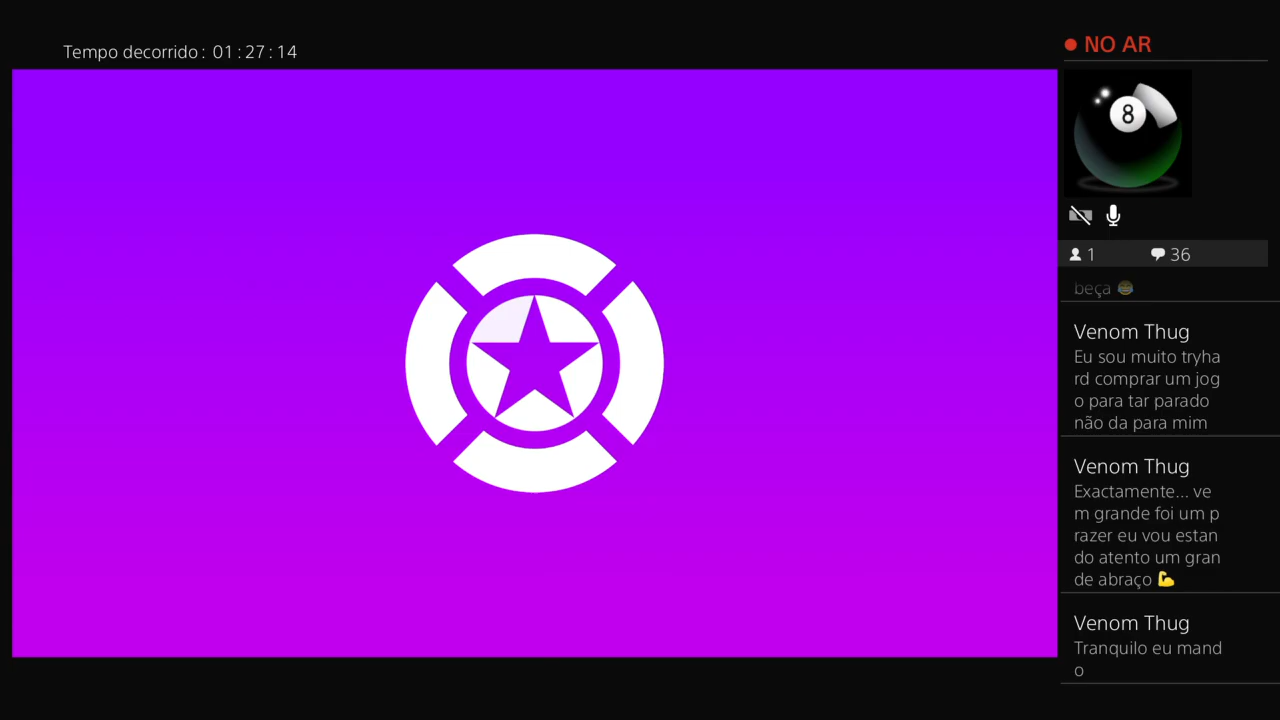 Tempo decorrido: 01:27:14
NO AR
8
1 36
beça 😁
Venom Thug
Eu sou muito tryha
rd comprar um jog
o para tar parado
não da para mim
Venom Thug
Exactamente... ve
m grande foi um p
razer eu vou estan
do atento um gran
de abraço 💪
Venom Thug
Tranquilo eu mand
o